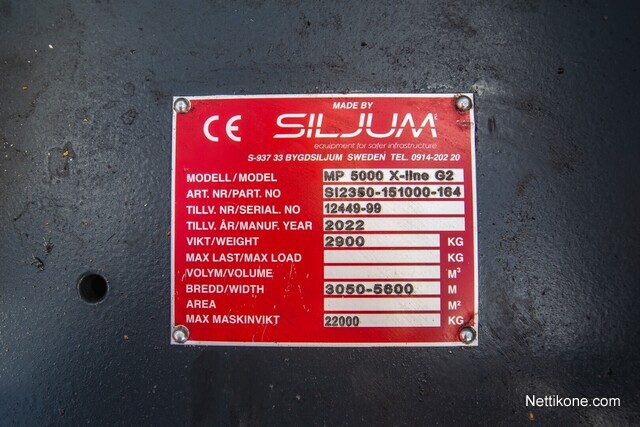 MADE BY
CE SILJUM
equipment for safer infrastructure
S-937 33 BYGDSILJUM SWEDEN TEL. 0914-202 20
MODELL/MODEL MP 5000 X-line G2
ART. NR/PART. NO SI2350-151000-164
TILLV. NR/SERIAL. NO 12449-99
TILLV. ÅR/MANUF. YEAR 2022
VIKT/WEIGHT 2900 KG
MAX LAST/MAX LOAD KG
VOLYM/VOLUME M³
BREDD/WIDTH 3050-5600 M
AREA M²
MAX MASKINVIKT 22000 KG
Nettikone.com